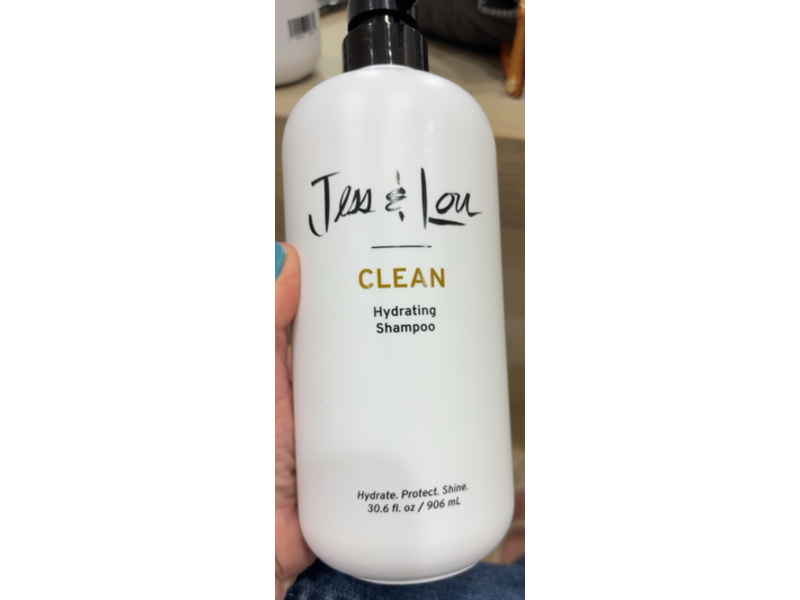 Jess & Lou
CLEAN
Hydrating
Shampoo
Hydrate. Protect. Shine.
30.6 fl. oz / 906 mL